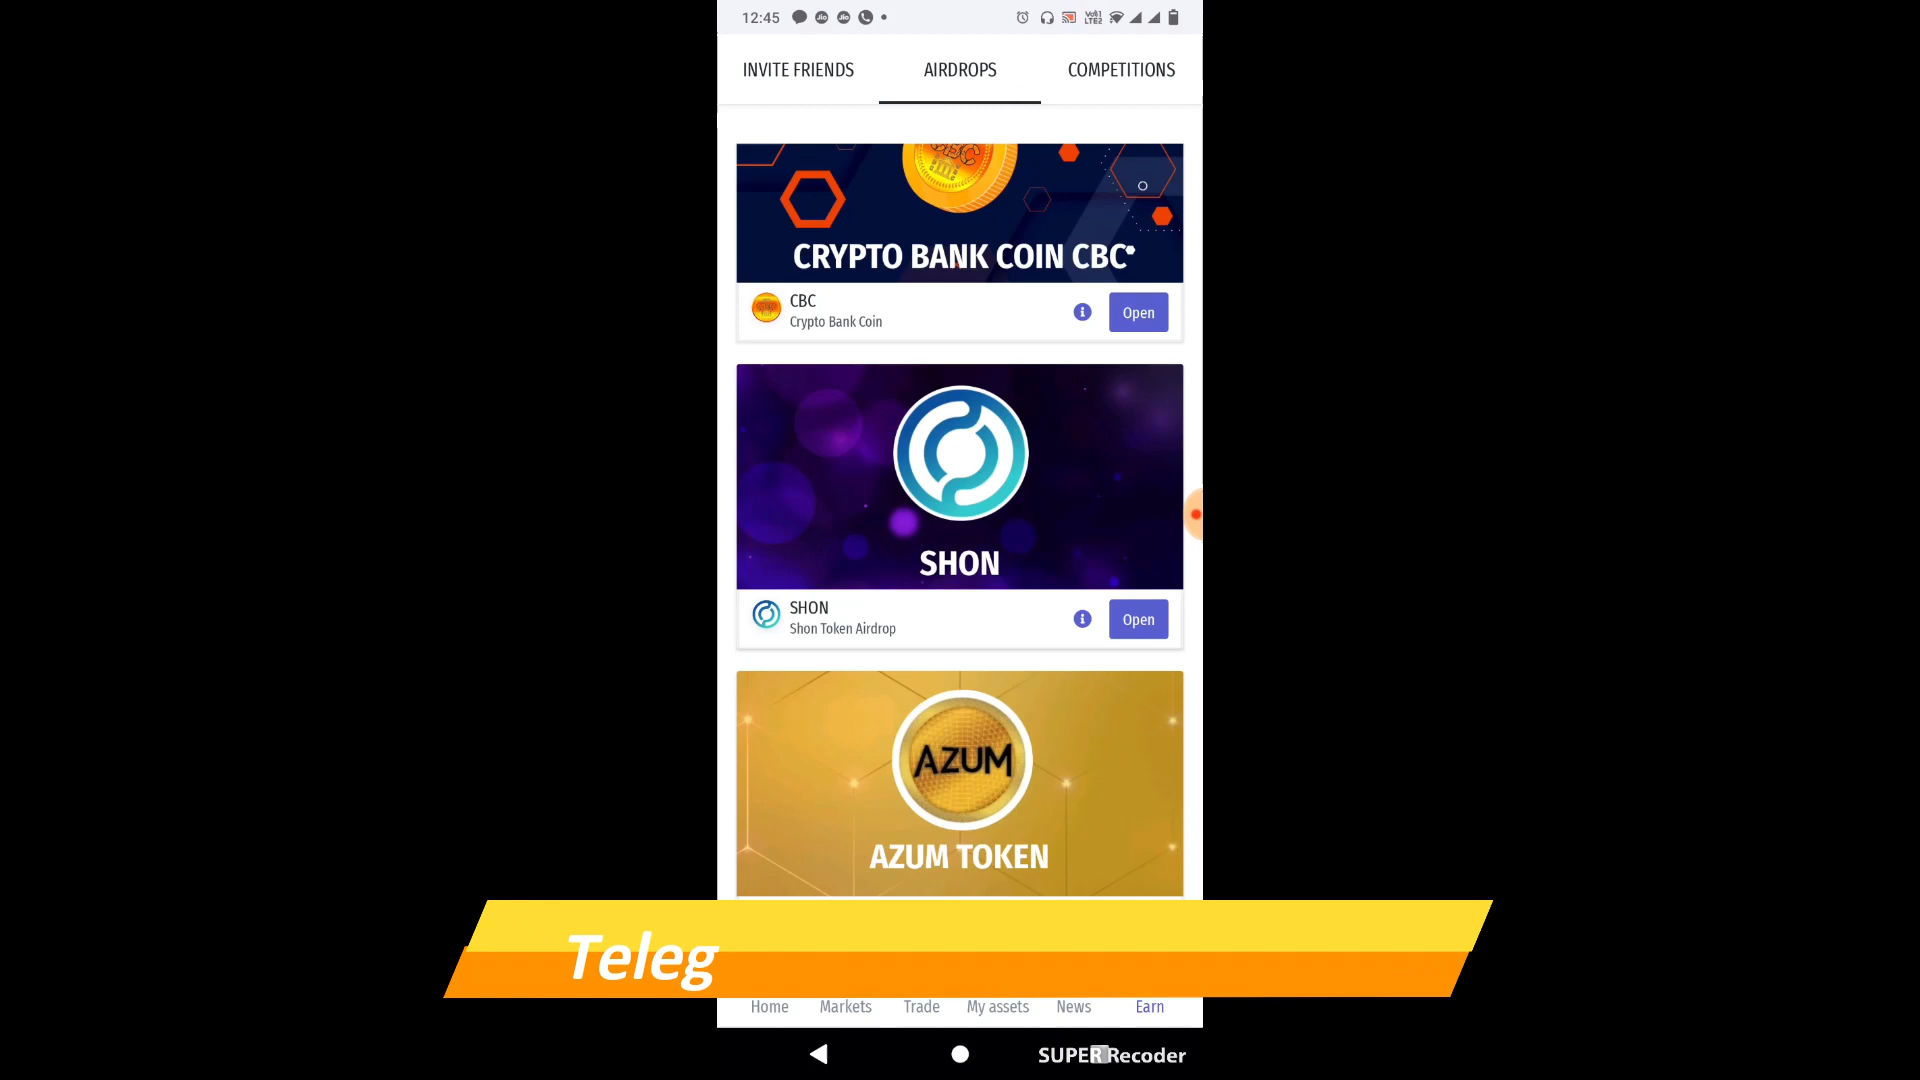 12:45
INVITE FRIENDS
AIRDROPS
COMPETITIONS
CRYPTO BANK COIN CBC
CBC
Crypto Bank Coin
Open
SHON
SHON
Shon Token Airdrop
Open
AZUM
AZUM TOKEN
Teleg
Home
Markets
Trade
My assets
News
Earn
SUPER Recoder